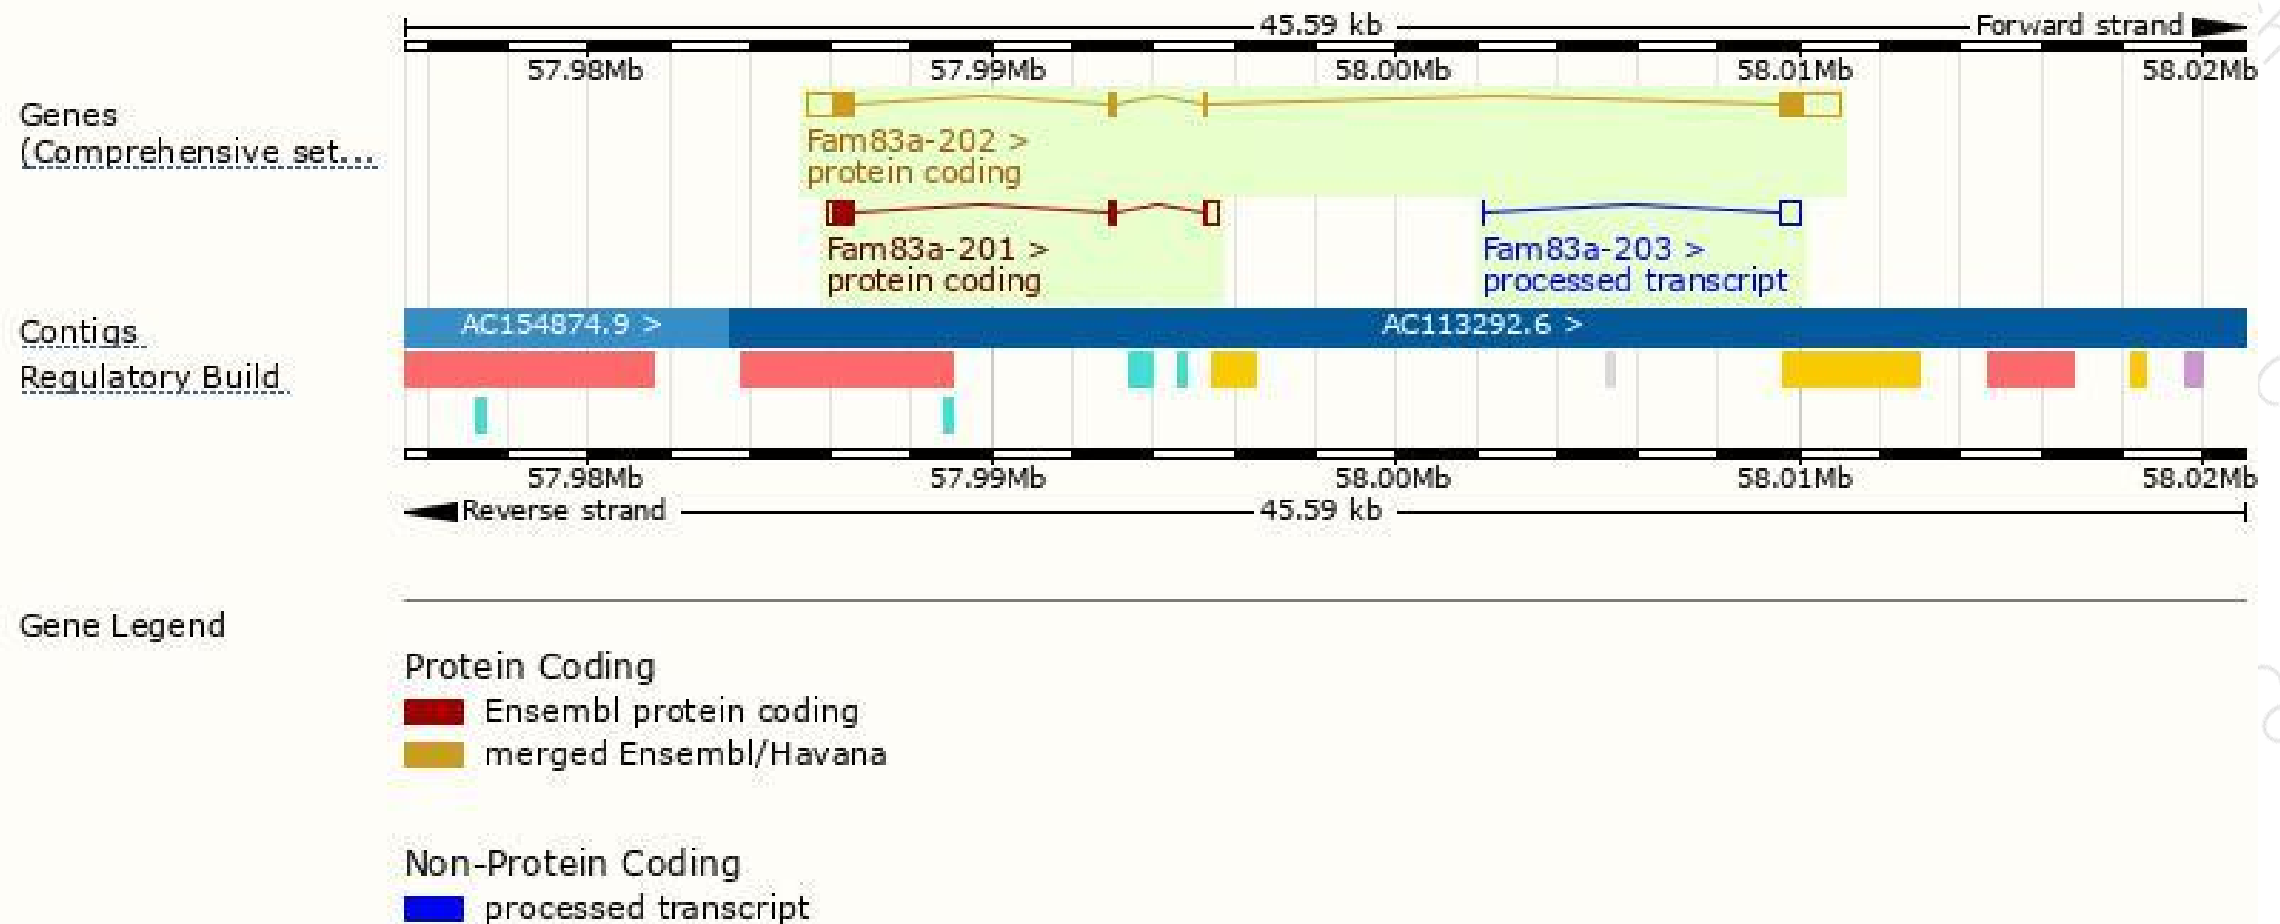 45.59 kb Forward strand
57.98Mb 57.99Mb 58.00Mb 58.01Mb 58.02Mb
Genes
(Comprehensive set...
Fam83a-202 >
protein coding
Fam83a-201 >
protein coding
Fam83a-203 >
processed transcript
Contigs
AC154874.9 > AC113292.6 >
Regulatory Build
57.98Mb 57.99Mb 58.00Mb 58.01Mb 58.02Mb
Reverse strand 45.59 kb
Gene Legend
Protein Coding
Ensembl protein coding
merged Ensembl/Havana
Non-Protein Coding
processed transcript